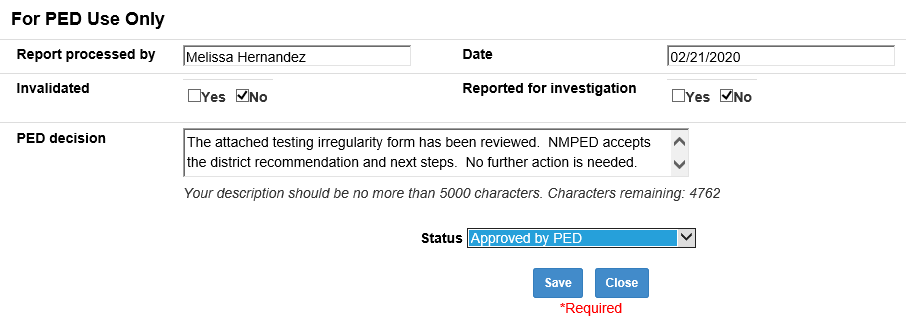 For PED Use Only
Report processed by Melissa Hernandez Date 02/21/2020
Invalidated Yes No Reported for investigation Yes No
PED decision The attached testing irregularity form has been reviewed.  NMPED accepts
the district recommendation and next steps.  No further action is needed.
Your description should be no more than 5000 characters. Characters remaining: 4762
Status Approved by PED
Save Close
*Required